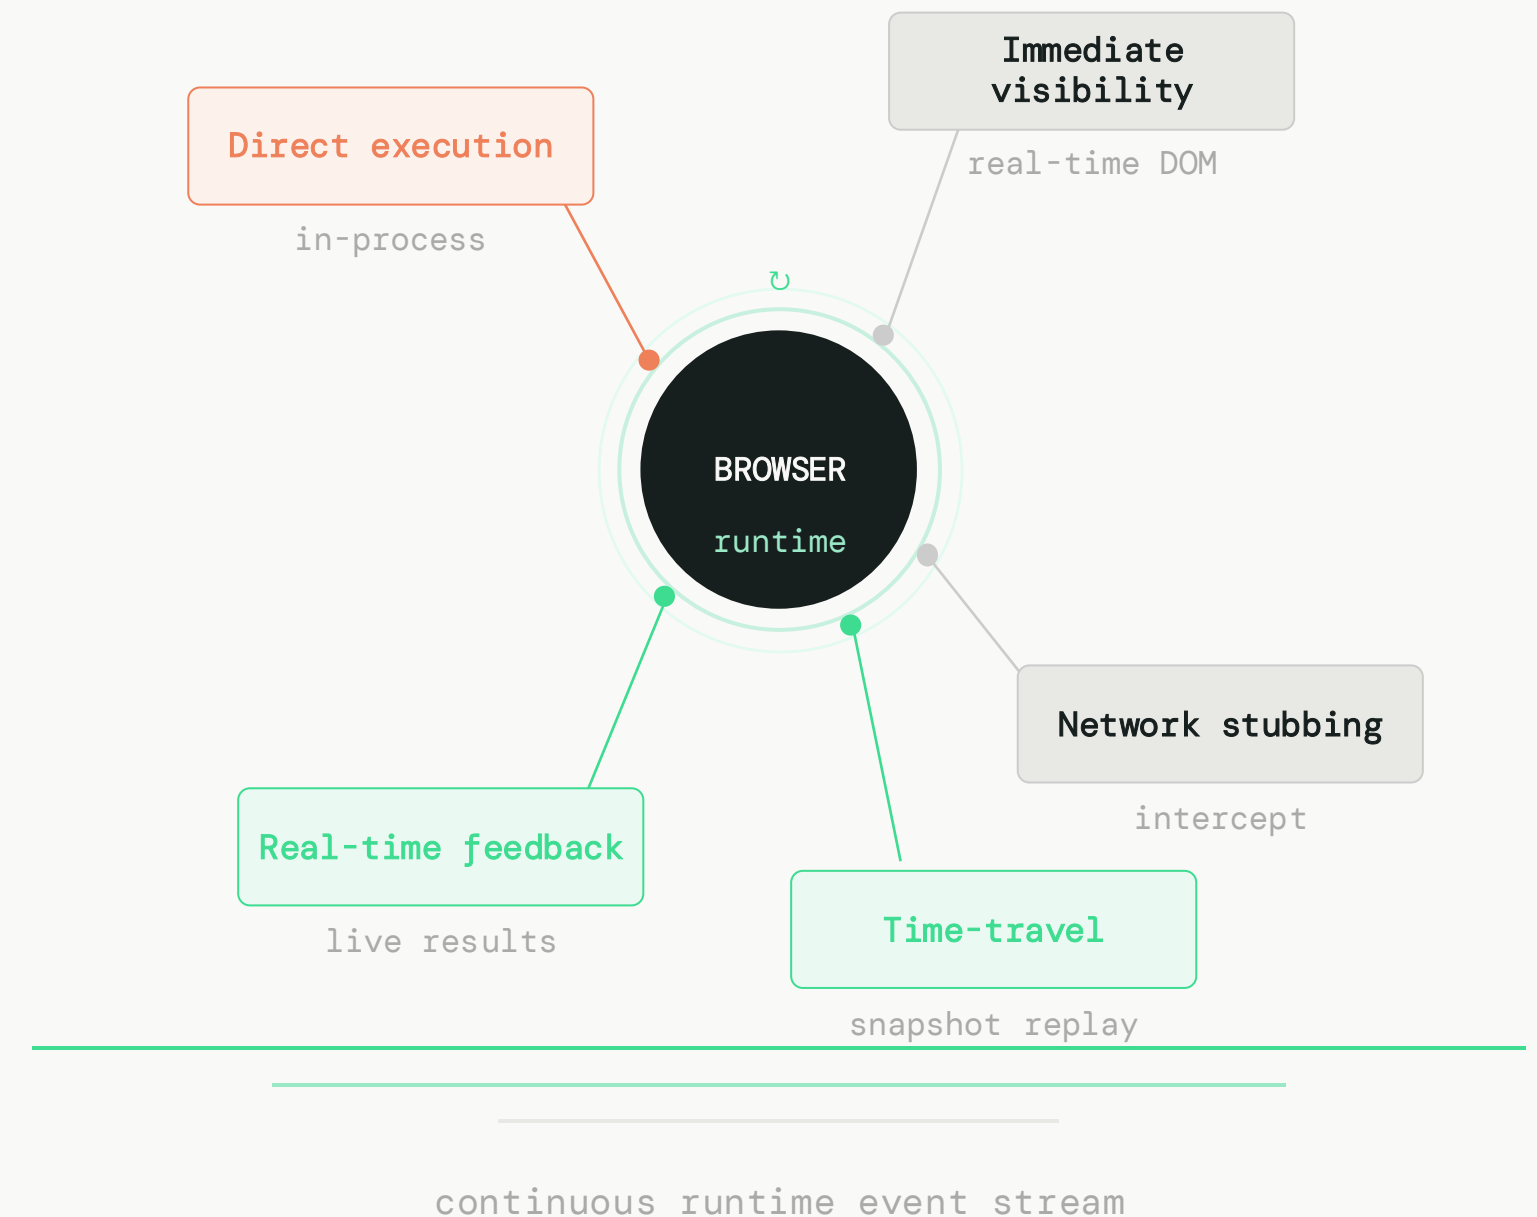 Immediate
visibility
real-time DOM
Direct execution
in-process
↻
BROWSER
runtime
Network stubbing
intercept
Real-time feedback
live results
Time-travel
snapshot replay
continuous runtime event stream